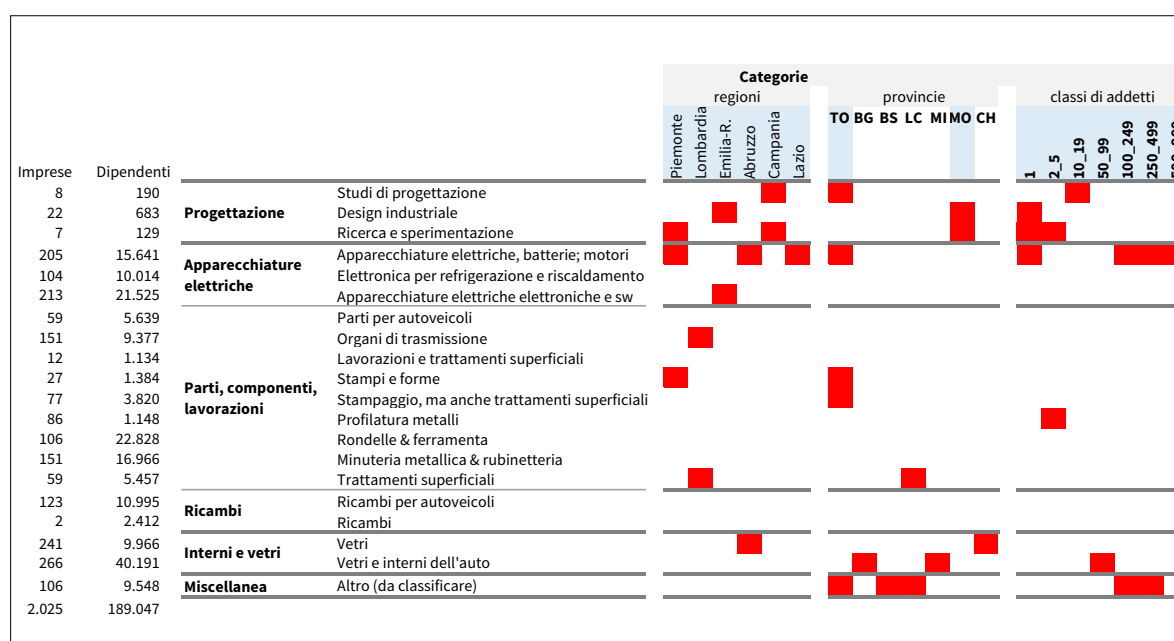 Categorie
regioni provincie classi di addetti
Imprese Dipendenti Piemonte Lombardia Emilia-R. Abruzzo Campania Lazio TO BG BS LC MI MO CH 1 2_5 10_19 50_99 100_249 250_499
8 190 Studi di progettazione
22 683 Progettazione Design industriale
7 129 Ricerca e sperimentazione
205 15.641 Apparecchiature elettriche Apparecchiature elettriche, batterie; motori
104 10.014 Elettronica per refrigerazione e riscaldamento
213 21.525 Apparecchiature elettriche elettroniche e sw
59 5.639 Parti per autoveicoli
151 9.377 Organi di trasmissione
12 1.134 Lavorazioni e trattamenti superficiali
27 1.384 Parti, componenti, lavorazioni Stampi e forme
77 3.820 Stampaggio, ma anche trattamenti superficiali
86 1.148 Profilatura metalli
106 22.828 Rondelle & ferramenta
151 16.966 Minuteria metallica & rubinetteria
59 5.457 Trattamenti superficiali
123 10.995 Ricambi Ricambi per autoveicoli
2 2.412 Ricambi
241 9.966 Interni e vetri Vetri
266 40.191 Vetri e interni dell'auto
106 9.548 Miscellanea Altro (da classificare)
2.025 189.047